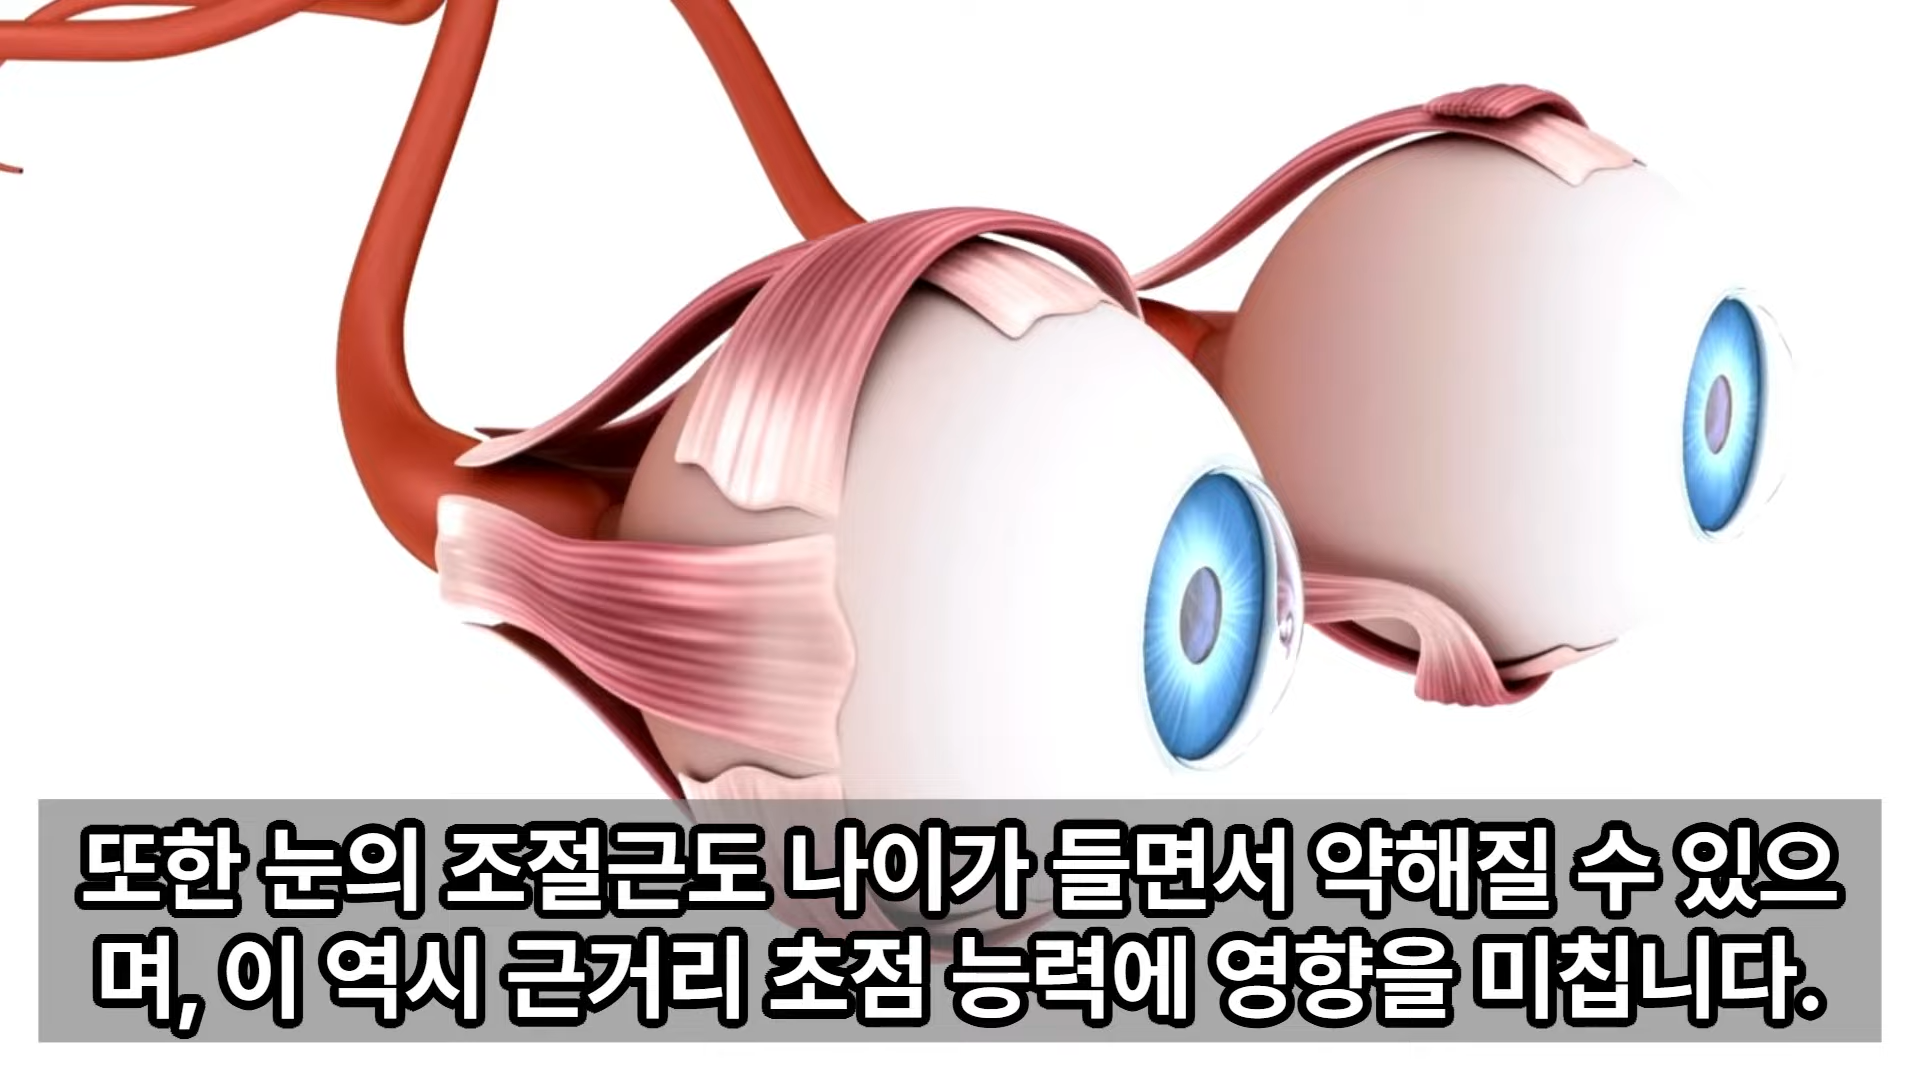 또한 눈의 조절근도 나이가 들면서 약해질 수 있으
며, 이 역시 근거리 초점 능력에 영향을 미칩니다.